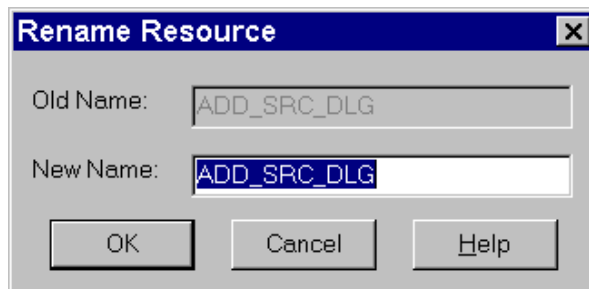 Rename Resource
Old Name: ADD_SRC_DLG
New Name: ADD_SRC_DLG
OK Cancel Help